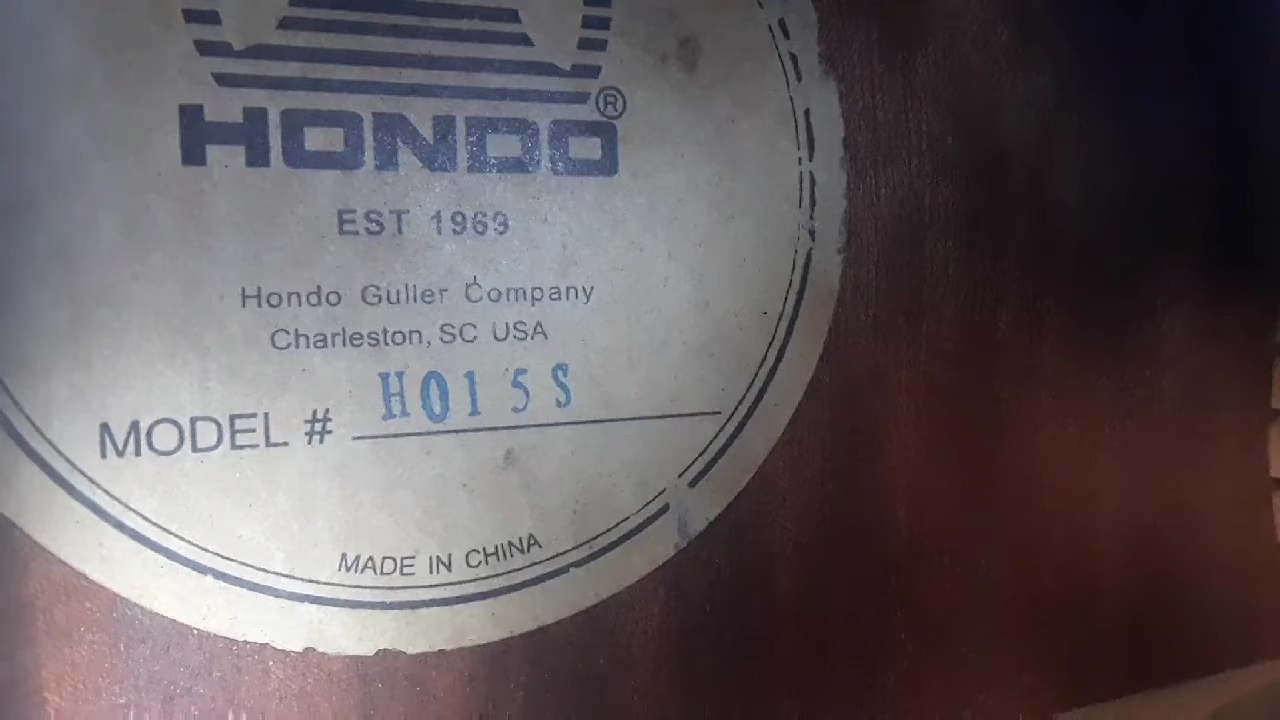 HONDO®
EST 1969
Hondo Guller Company
Charleston, SC USA
MODEL # H015S
MADE IN CHINA